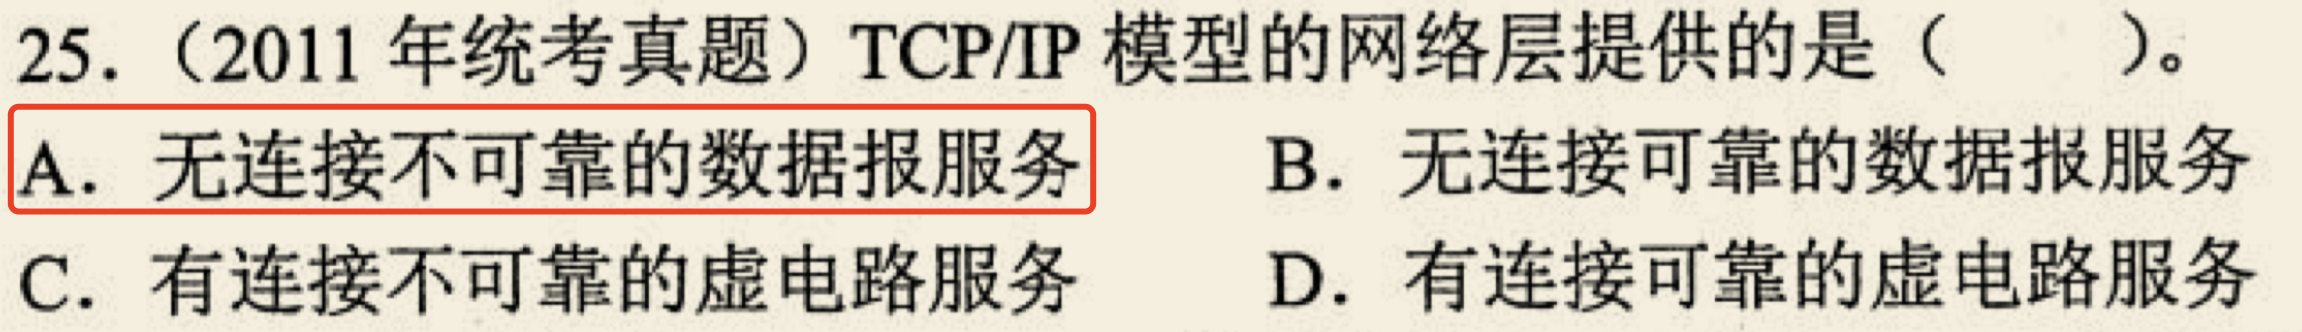 25.（2011 年统考真题）TCP/IP 模型的网络层提供的是（  ）。
A. 无连接不可靠的数据报服务 B. 无连接可靠的数据报服务
C. 有连接不可靠的虚电路服务 D. 有连接可靠的虚电路服务